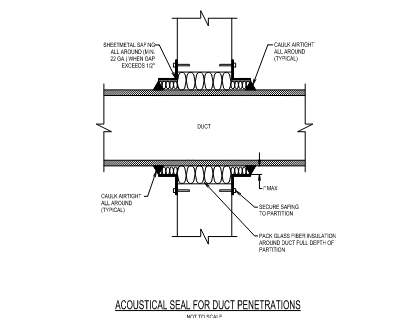 SHEETMETAL SAFING
ALL AROUND (MIN.
22 GA.) WHEN GAP
EXCEEDS 1/2"
CAULK AIRTIGHT
ALL AROUND
(TYPICAL)
DUCT
CAULK AIRTIGHT
ALL AROUND
(TYPICAL)
1" MAX
SECURE SAFING
TO PARTITION
PACK GLASS FIBER INSULATION
AROUND DUCT FULL DEPTH OF
PARTITION
ACOUSTICAL SEAL FOR DUCT PENETRATIONS
NOT TO SCALE